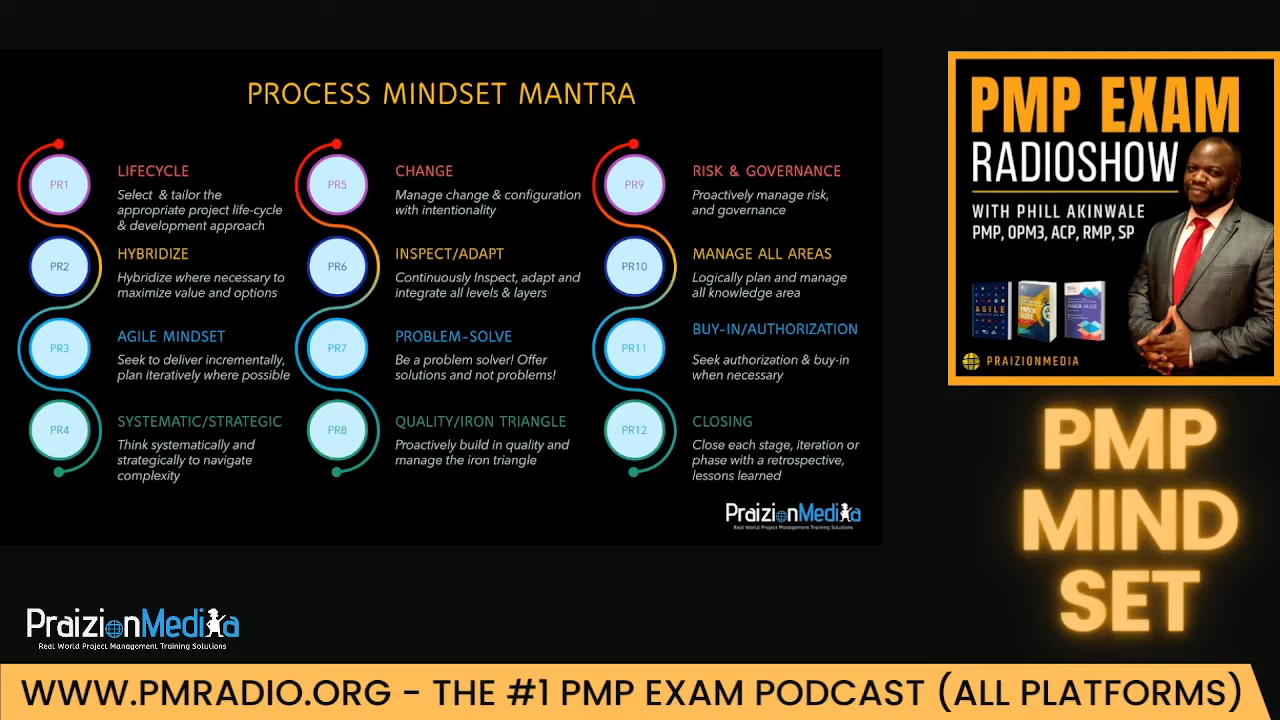 PROCESS MINDSET MANTRA
PR1
LIFECYCLE
Select & tailor the
appropriate project life-cycle
& development approach
PR2
HYBRIDIZE
Hybridize where necessary to
maximize value and options
PR3
AGILE MINDSET
Seek to deliver incrementally,
plan iteratively where possible
PR4
SYSTEMATIC/STRATEGIC
Think systematically and
strategically to navigate
complexity
PR5
CHANGE
Manage change & configuration
with intentionality
PR6
INSPECT/ADAPT
Continuously Inspect, adapt and
integrate all levels & layers
PR7
PROBLEM-SOLVE
Be a problem solver! Offer
solutions and not problems!
PR8
QUALITY/IRON TRIANGLE
Proactively build in quality and
manage the iron triangle
PR9
RISK & GOVERNANCE
Proactively manage risk,
and governance
PR10
MANAGE ALL AREAS
Logically plan and manage
all knowledge area
PR11
BUY-IN/AUTHORIZATION
Seek authorization & buy-in
when necessary
PR12
CLOSING
Close each stage, iteration or
phase with a retrospective,
lessons learned
PraizionMedia
Real World Project Management Training Solutions
PMP EXAM
RADIOSHOW
WITH PHILL AKINWALE
PMP, OPM3, ACP, RMP, SP
AGILE
PRAIZIONMEDIA
PMP
MIND
SET
PraizionMedia
Real World Project Management Training Solutions
WWW.PMRADIO.ORG - THE #1 PMP EXAM PODCAST (ALL PLATFORMS)